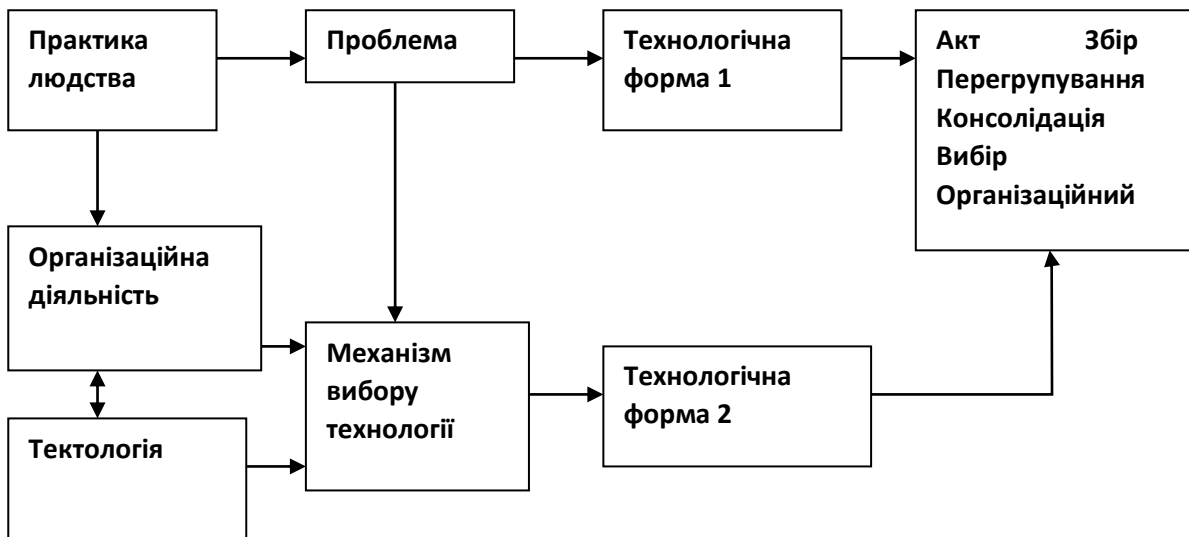 Практика
людства
Проблема
Технологічна
форма 1
Акт Збір
Перегрупування
Консолідація
Вибір
Організаційний
Організаційна
діяльність
Механізм
вибору
технології
Технологічна
форма 2
Тектологія